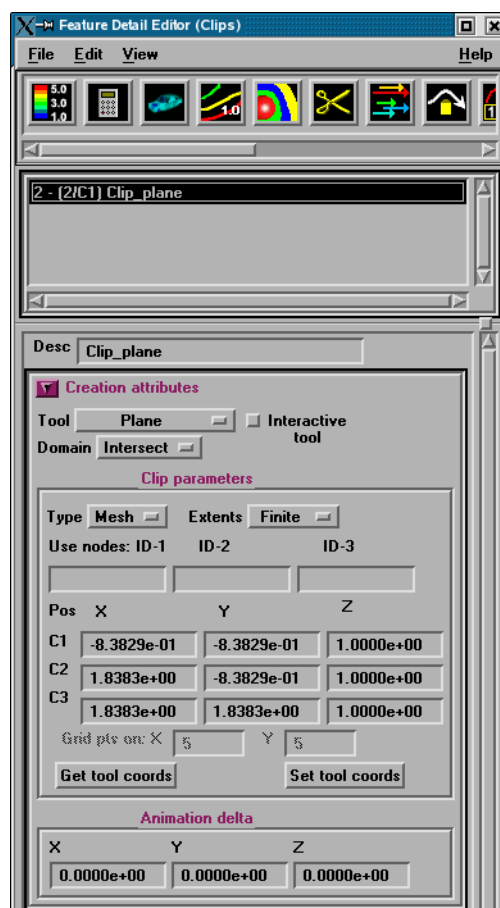 Feature Detail Editor (Clips)
File Edit View Help
5.0
3.0
1.0
1.0
1
2 - (2/C1) Clip_plane
Desc Clip_plane
Creation attributes
Tool Plane Interactive
tool
Domain Intersect
Clip parameters
Type Mesh Extents Finite
Use nodes: ID-1 ID-2 ID-3
Pos X Y Z
C1 -8.3829e-01 -8.3829e-01 1.0000e+00
C2 1.8383e+00 -8.3829e-01 1.0000e+00
C3 1.8383e+00 1.8383e+00 1.0000e+00
Grid pts on: X 5 Y 5
Get tool coords Set tool coords
Animation delta
X Y Z
0.0000e+00 0.0000e+00 0.0000e+00